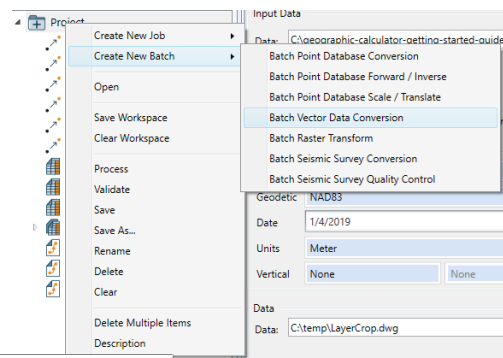 Project
Create New Job
Create New Batch
Open
Save Workspace
Clear Workspace
Process
Validate
Save
Save As...
Rename
Delete
Clear
Delete Multiple Items
Description
Input Data
Data: C:\geographic-calculator-getting-started-guide
Batch Point Database Conversion
Batch Point Database Forward / Inverse
Batch Point Database Scale / Translate
Batch Vector Data Conversion
Batch Raster Transform
Batch Seismic Survey Conversion
Batch Seismic Survey Quality Control
Geodetic NAD83
Date 1/4/2019
Units Meter
Vertical None None
Data
Data: C:\temp\LayerCrop.dwg